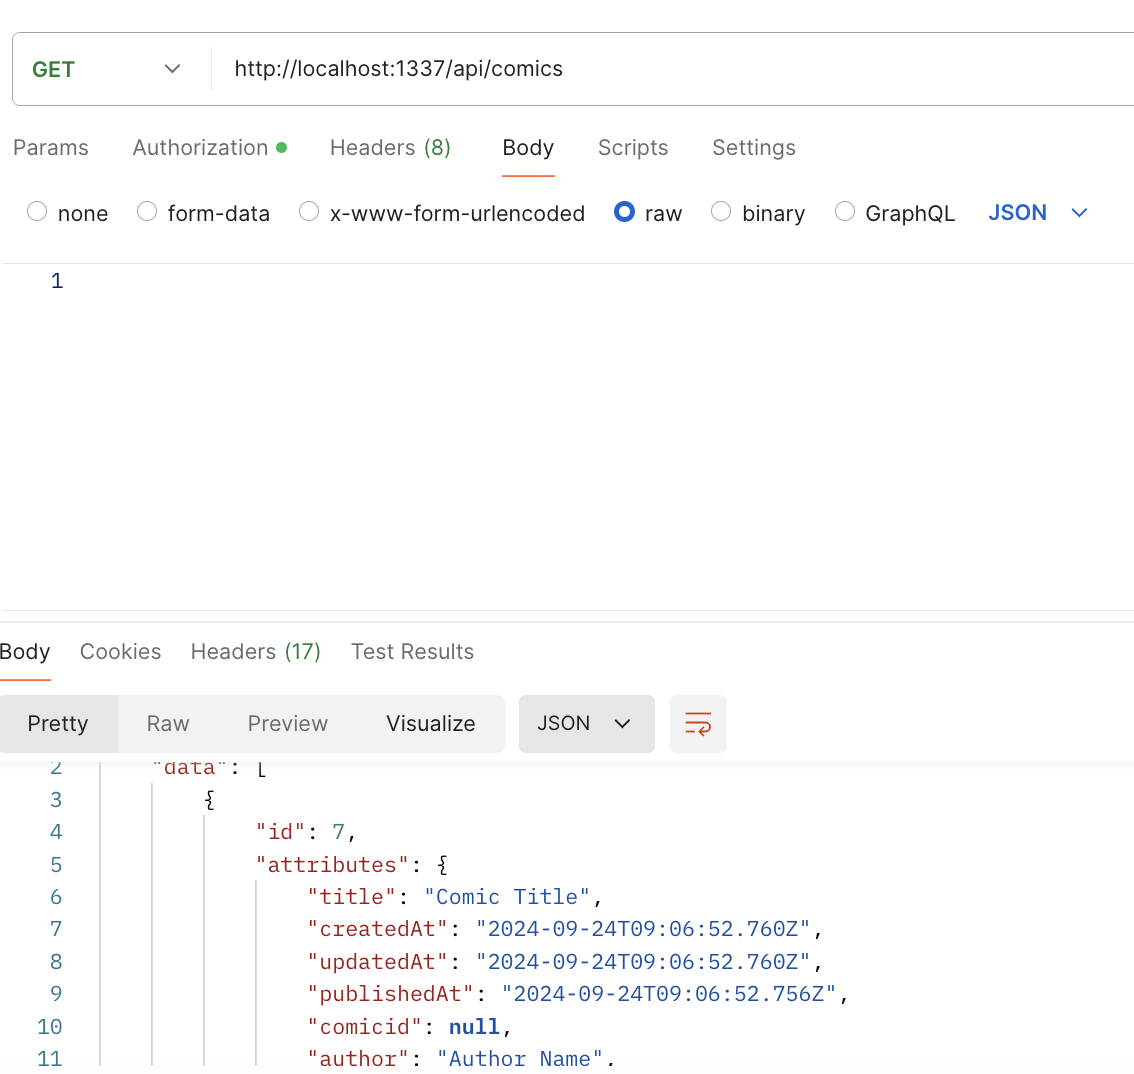 GET http://localhost:1337/api/comics
Params Authorization Headers (8) Body Scripts Settings
none form-data x-www-form-urlencoded raw binary GraphQL JSON
1
Body Cookies Headers (17) Test Results
Pretty Raw Preview Visualize JSON
2 "data": [
3 {
4 "id": 7,
5 "attributes": {
6 "title": "Comic Title",
7 "createdAt": "2024-09-24T09:06:52.760Z",
8 "updatedAt": "2024-09-24T09:06:52.760Z",
9 "publishedAt": "2024-09-24T09:06:52.756Z",
10 "comicid": null,
11 "author": "Author Name",